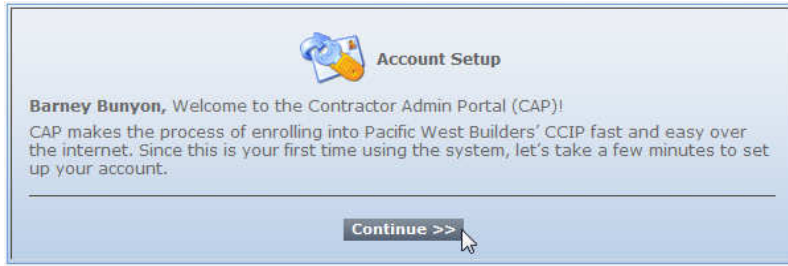 Account Setup
Barney Bunyon, Welcome to the Contractor Admin Portal (CAP)!
CAP makes the process of enrolling into Pacific West Builders' CCIP fast and easy over
the internet. Since this is your first time using the system, let's take a few minutes to set
up your account.
Continue >>